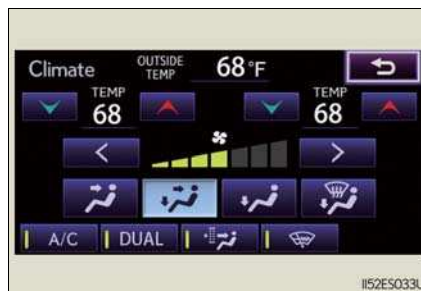 Climate OUTSIDE TEMP 68°F
TEMP TEMP
68 68
A/C DUAL
II52ES033U